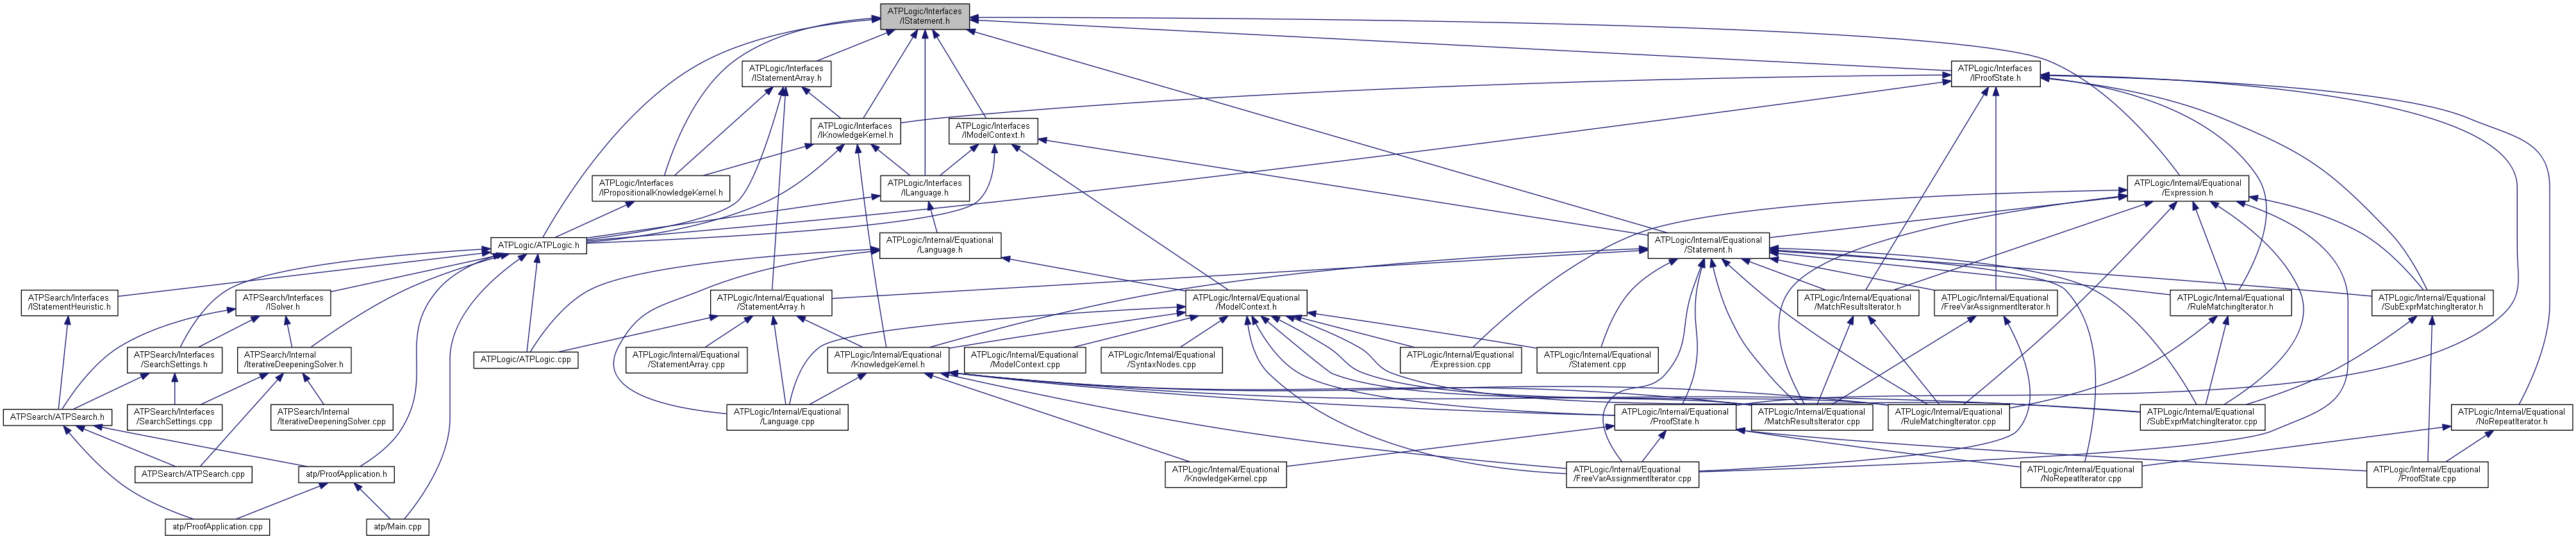 ATPLogic/Interfaces
/IStatement.h
ATPLogic/Interfaces
/IStatementArray.h
ATPLogic/Interfaces
/IProofState.h
ATPLogic/Interfaces
/IKnowledgeKernel.h
ATPLogic/Interfaces
/IModelContext.h
ATPLogic/Interfaces
/IPropositionalKnowledgeKernel.h
ATPLogic/Interfaces
/ILanguage.h
ATPLogic/Internal/Equational
/Expression.h
ATPLogic/ATPLogic.h
ATPLogic/Internal/Equational
/Language.h
ATPLogic/Internal/Equational
/Statement.h
ATPSearch/Interfaces
/IStatementHeuristic.h
ATPSearch/Interfaces
/ISolver.h
ATPLogic/Internal/Equational
/StatementArray.h
ATPLogic/Internal/Equational
/ModelContext.h
ATPLogic/Internal/Equational
/MatchResultsIterator.h
ATPLogic/Internal/Equational
/FreeVarAssignmentIterator.h
ATPLogic/Internal/Equational
/RuleMatchingIterator.h
ATPLogic/Internal/Equational
/SubExprMatchingIterator.h
ATPSearch/Interfaces
/SearchSettings.h
ATPSearch/Internal
/IterativeDeepeningSolver.h
ATPLogic/ATPLogic.cpp
ATPLogic/Internal/Equational
/StatementArray.cpp
ATPLogic/Internal/Equational
/KnowledgeKernel.h
ATPLogic/Internal/Equational
/ModelContext.cpp
ATPLogic/Internal/Equational
/SyntaxNodes.cpp
ATPLogic/Internal/Equational
/Expression.cpp
ATPLogic/Internal/Equational
/Statement.cpp
ATPSearch/ATPSearch.h
ATPSearch/Interfaces
/SearchSettings.cpp
ATPSearch/Internal
/IterativeDeepeningSolver.cpp
ATPLogic/Internal/Equational
/Language.cpp
ATPLogic/Internal/Equational
/ProofState.h
ATPLogic/Internal/Equational
/MatchResultsIterator.cpp
ATPLogic/Internal/Equational
/RuleMatchingIterator.cpp
ATPLogic/Internal/Equational
/SubExprMatchingIterator.cpp
ATPLogic/Internal/Equational
/NoRepeatIterator.h
ATPSearch/ATPSearch.cpp
atp/ProofApplication.h
ATPLogic/Internal/Equational
/KnowledgeKernel.cpp
ATPLogic/Internal/Equational
/FreeVarAssignmentIterator.cpp
ATPLogic/Internal/Equational
/NoRepeatIterator.cpp
ATPLogic/Internal/Equational
/ProofState.cpp
atp/ProofApplication.cpp
atp/Main.cpp